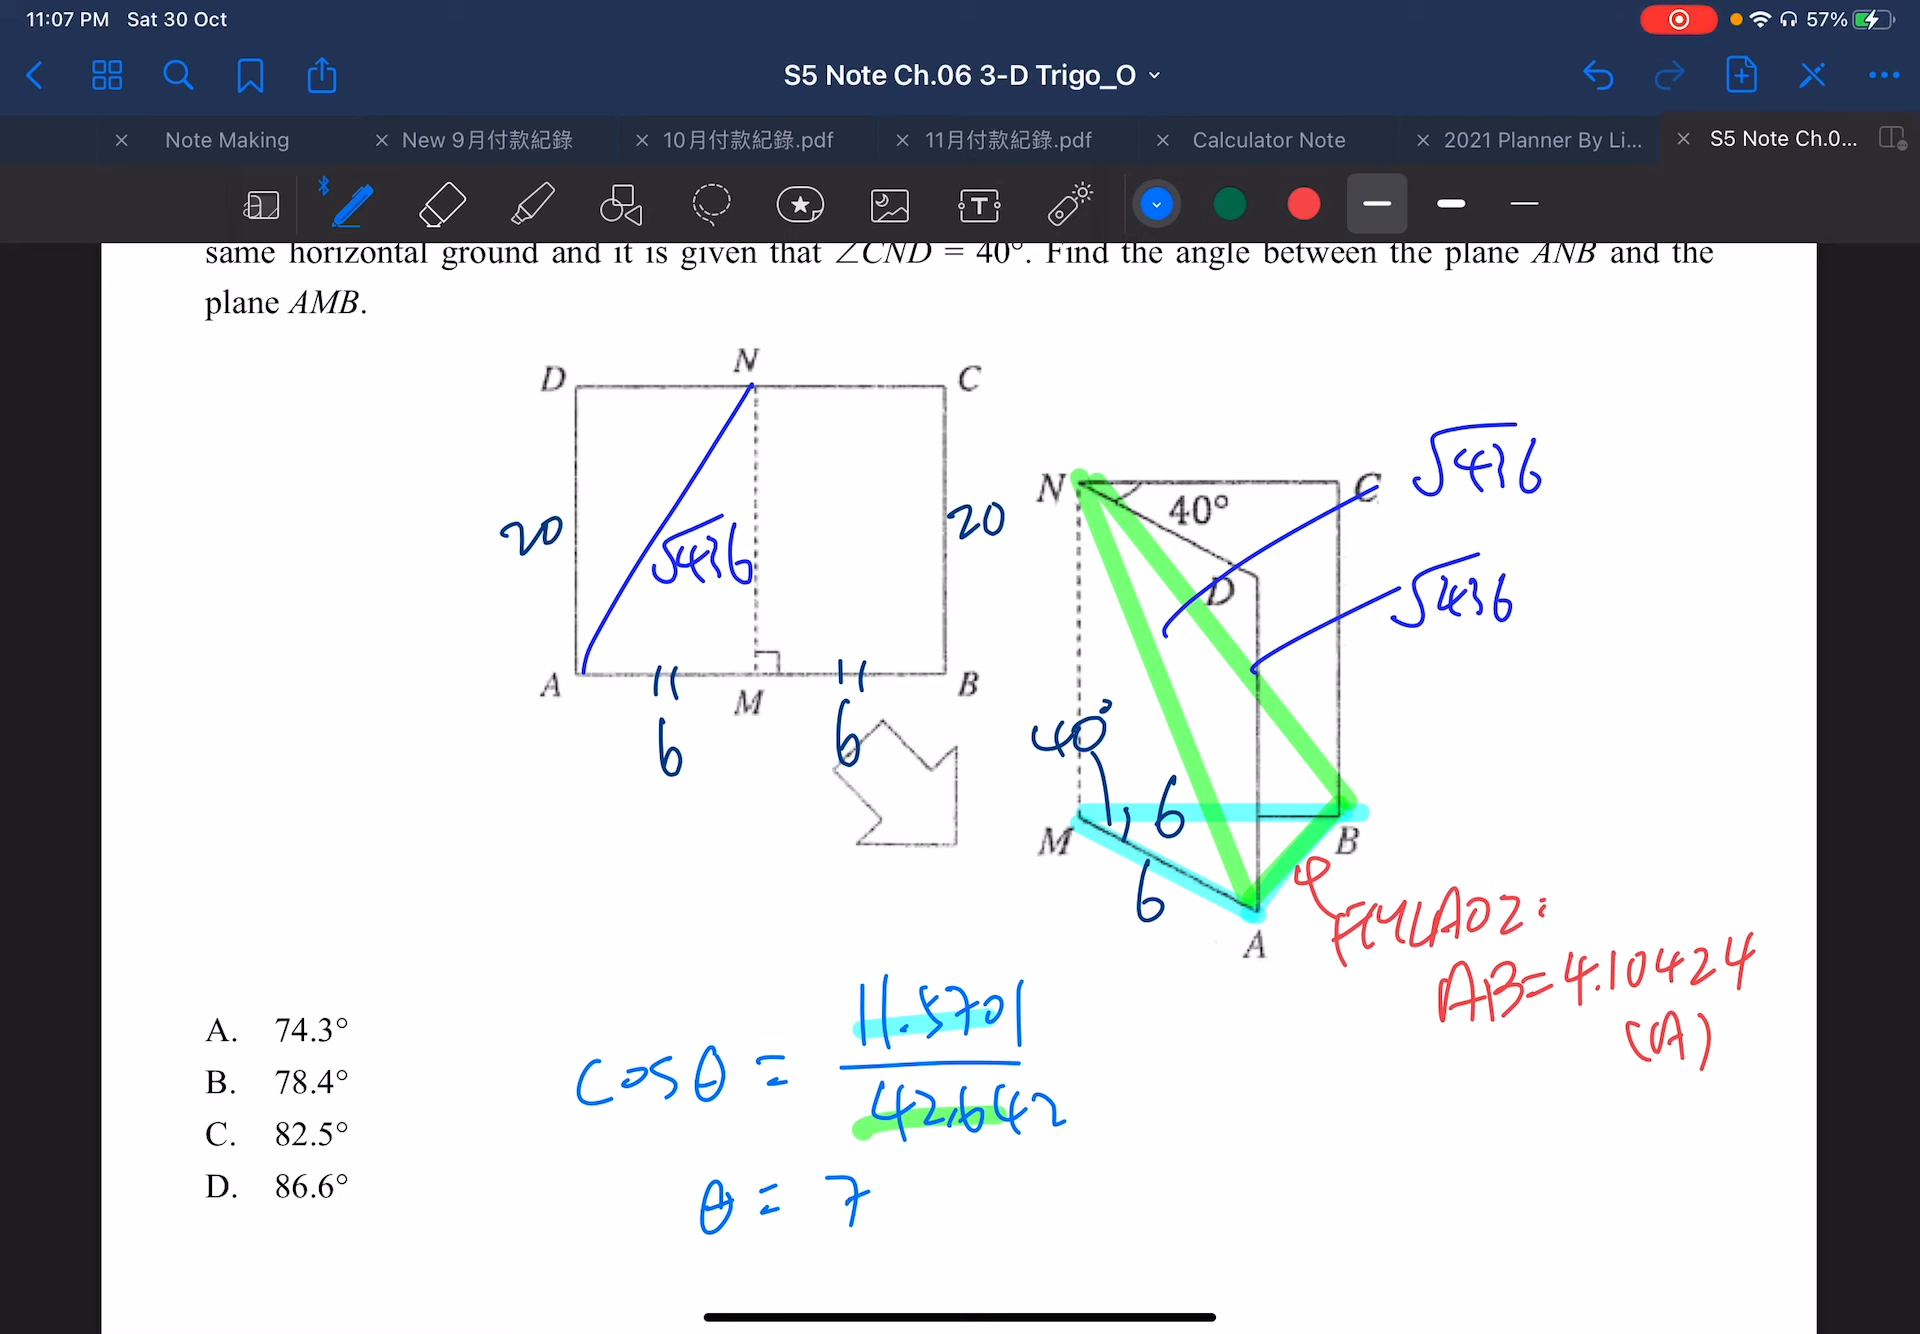 11:07 PM Sat 30 Oct
57%
S5 Note Ch.06 3-D Trigo_O
Note Making
New 9月付款紀錄
10月付款紀錄.pdf
11月付款紀錄.pdf
Calculator Note
2021 Planner By Li...
S5 Note Ch.0...
same horizontal ground and it is given that ∠CND = 40°. Find the angle between the plane ANB and the
plane AMB.
D N C
20 √436 20
A M B
6 6
N 40° C √436
D √436
40° 6
M B
6
A
AB=4.10424
(A)
A. 74.3°
B. 78.4°
C. 82.5°
D. 86.6°
cosθ = 11.5701
42.642
θ = 7